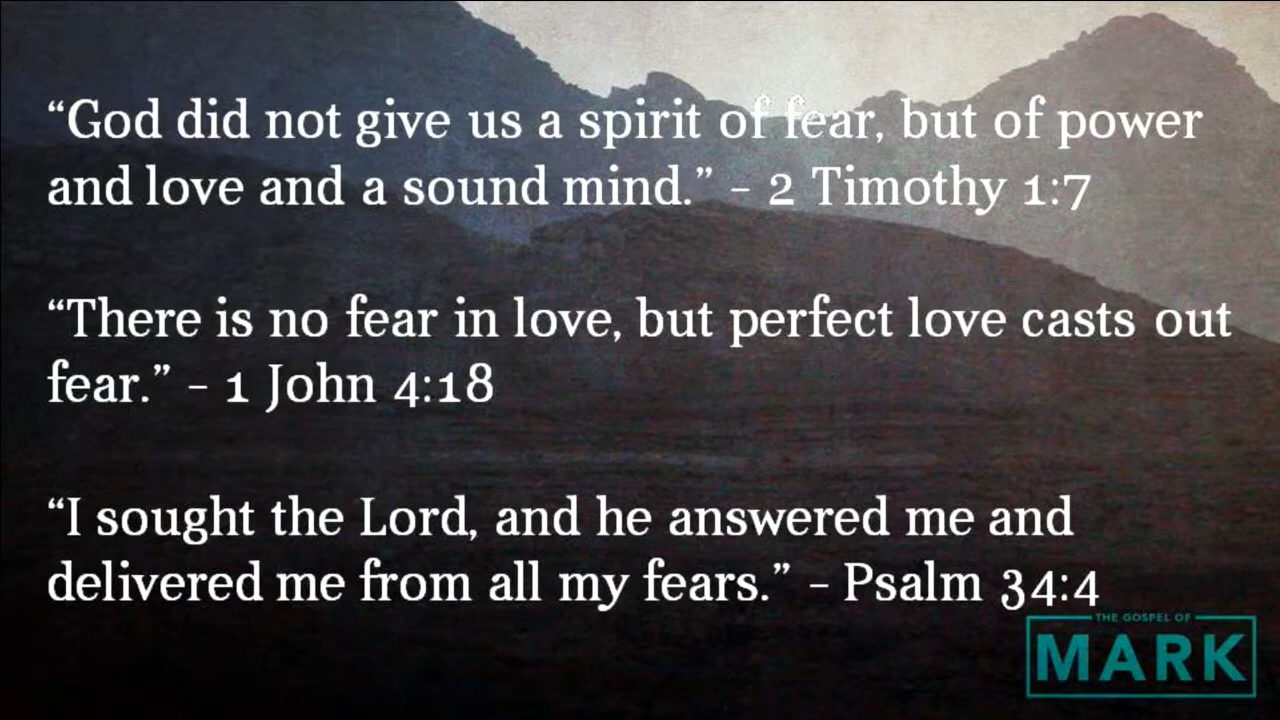 “God did not give us a spirit of fear, but of power
and love and a sound mind.” – 2 Timothy 1:7
“There is no fear in love, but perfect love casts out
fear.” – 1 John 4:18
“I sought the Lord, and he answered me and
delivered me from all my fears.” – Psalm 34:4
THE GOSPEL OF
MARK